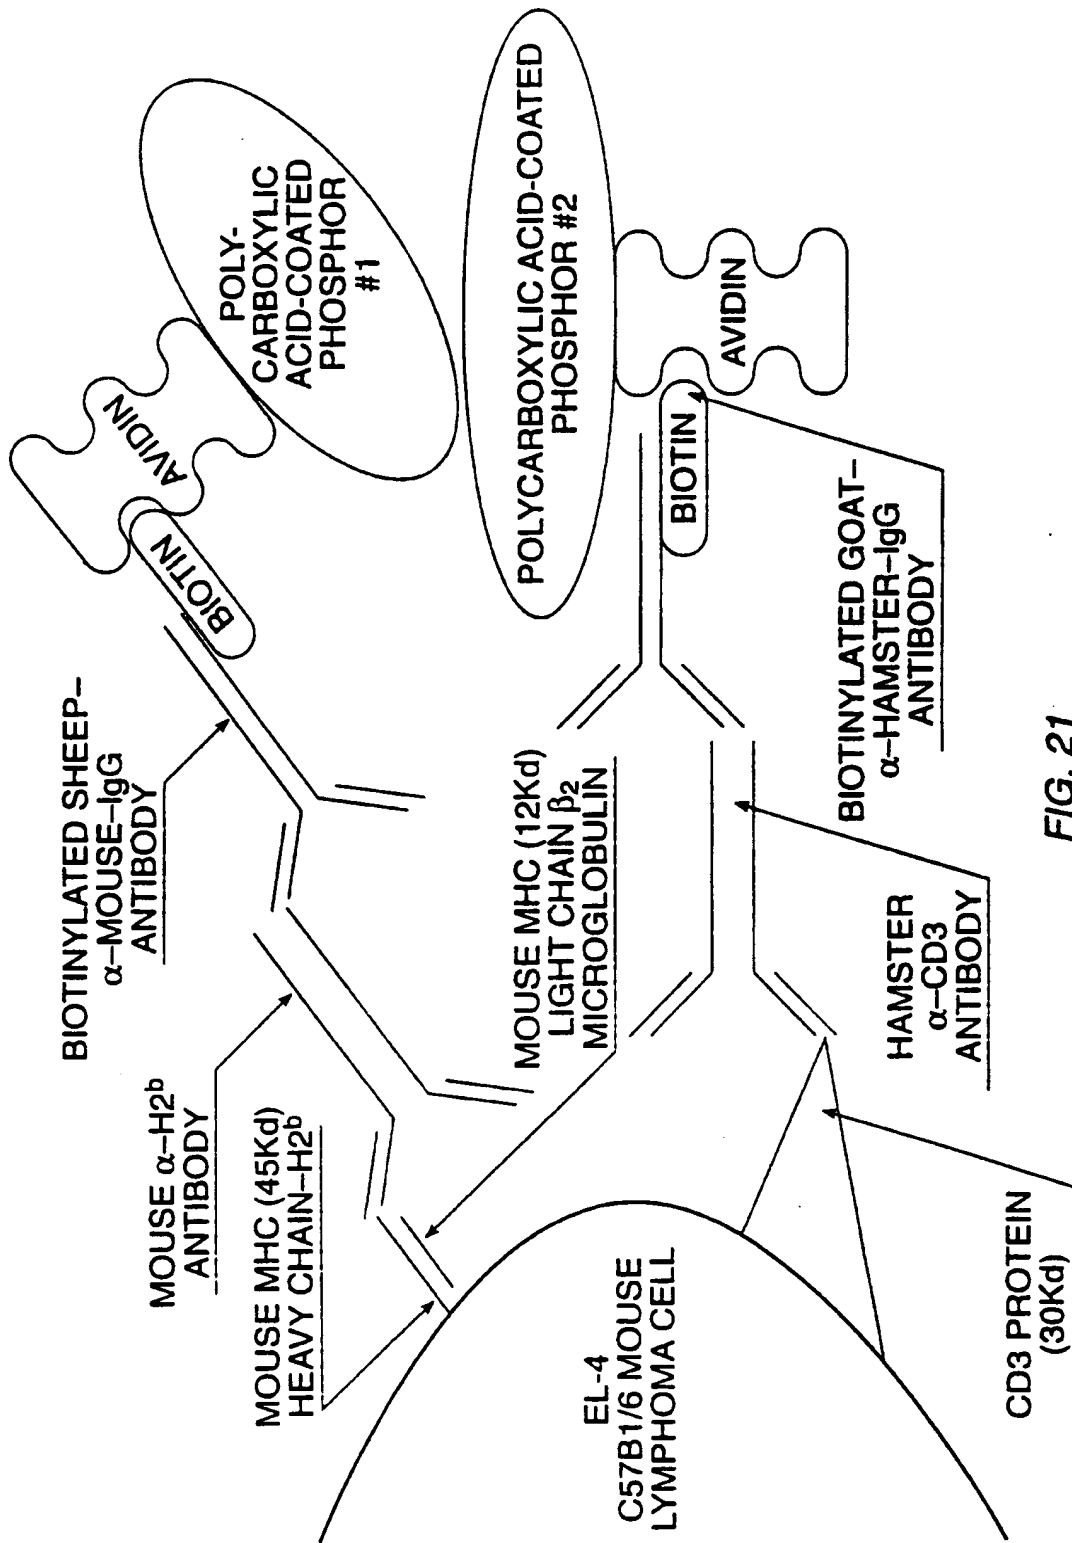 BIOTINYLATED SHEEP–
α–MOUSE–IgG
ANTIBODY
MOUSE α–H2ᵇ
ANTIBODY
MOUSE MHC (45Kd)
HEAVY CHAIN–H2ᵇ
BIOTIN
AVIDIN
POLY-
CARBOXYLIC
ACID-COATED
PHOSPHOR
#1
POLYCARBOXYLIC ACID-COATED
PHOSPHOR #2
MOUSE MHC (12Kd)
LIGHT CHAIN β₂
MICROGLOBULIN
EL-4
C57B1/6 MOUSE
LYMPHOMA CELL
BIOTIN
AVIDIN
BIOTINYLATED GOAT–
α–HAMSTER–IgG
ANTIBODY
HAMSTER
α–CD3
ANTIBODY
CD3 PROTEIN
(30Kd)
FIG. 21